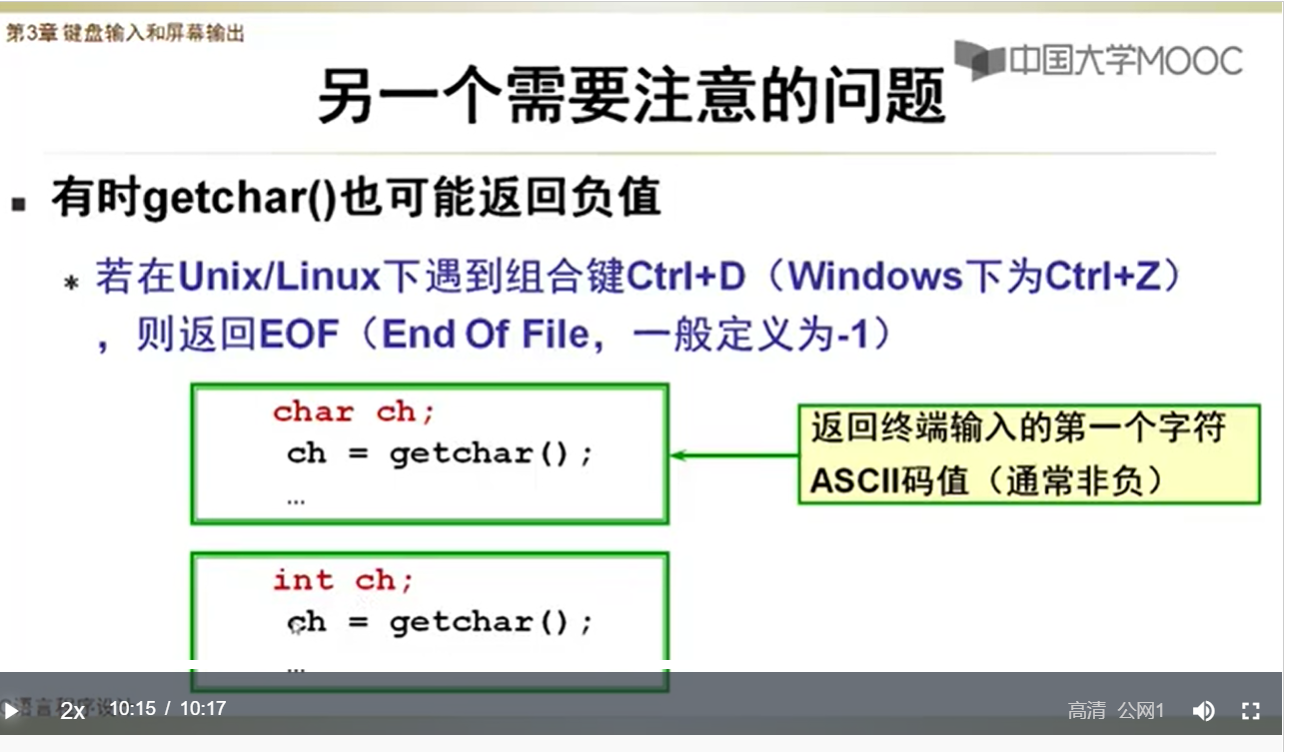 第3章 键盘输入和屏幕输出
中国大学MOOC
另一个需要注意的问题
■ 有时getchar()也可能返回负值
* 若在Unix/Linux下遇到组合键Ctrl+D（Windows下为Ctrl+Z）
，则返回EOF（End Of File，一般定义为-1）
char ch;
ch = getchar();
…
返回终端输入的第一个字符
ASCII码值（通常非负）
int ch;
ch = getchar();
…
语言程序设
2x
10:15 / 10:17
高清 公网1